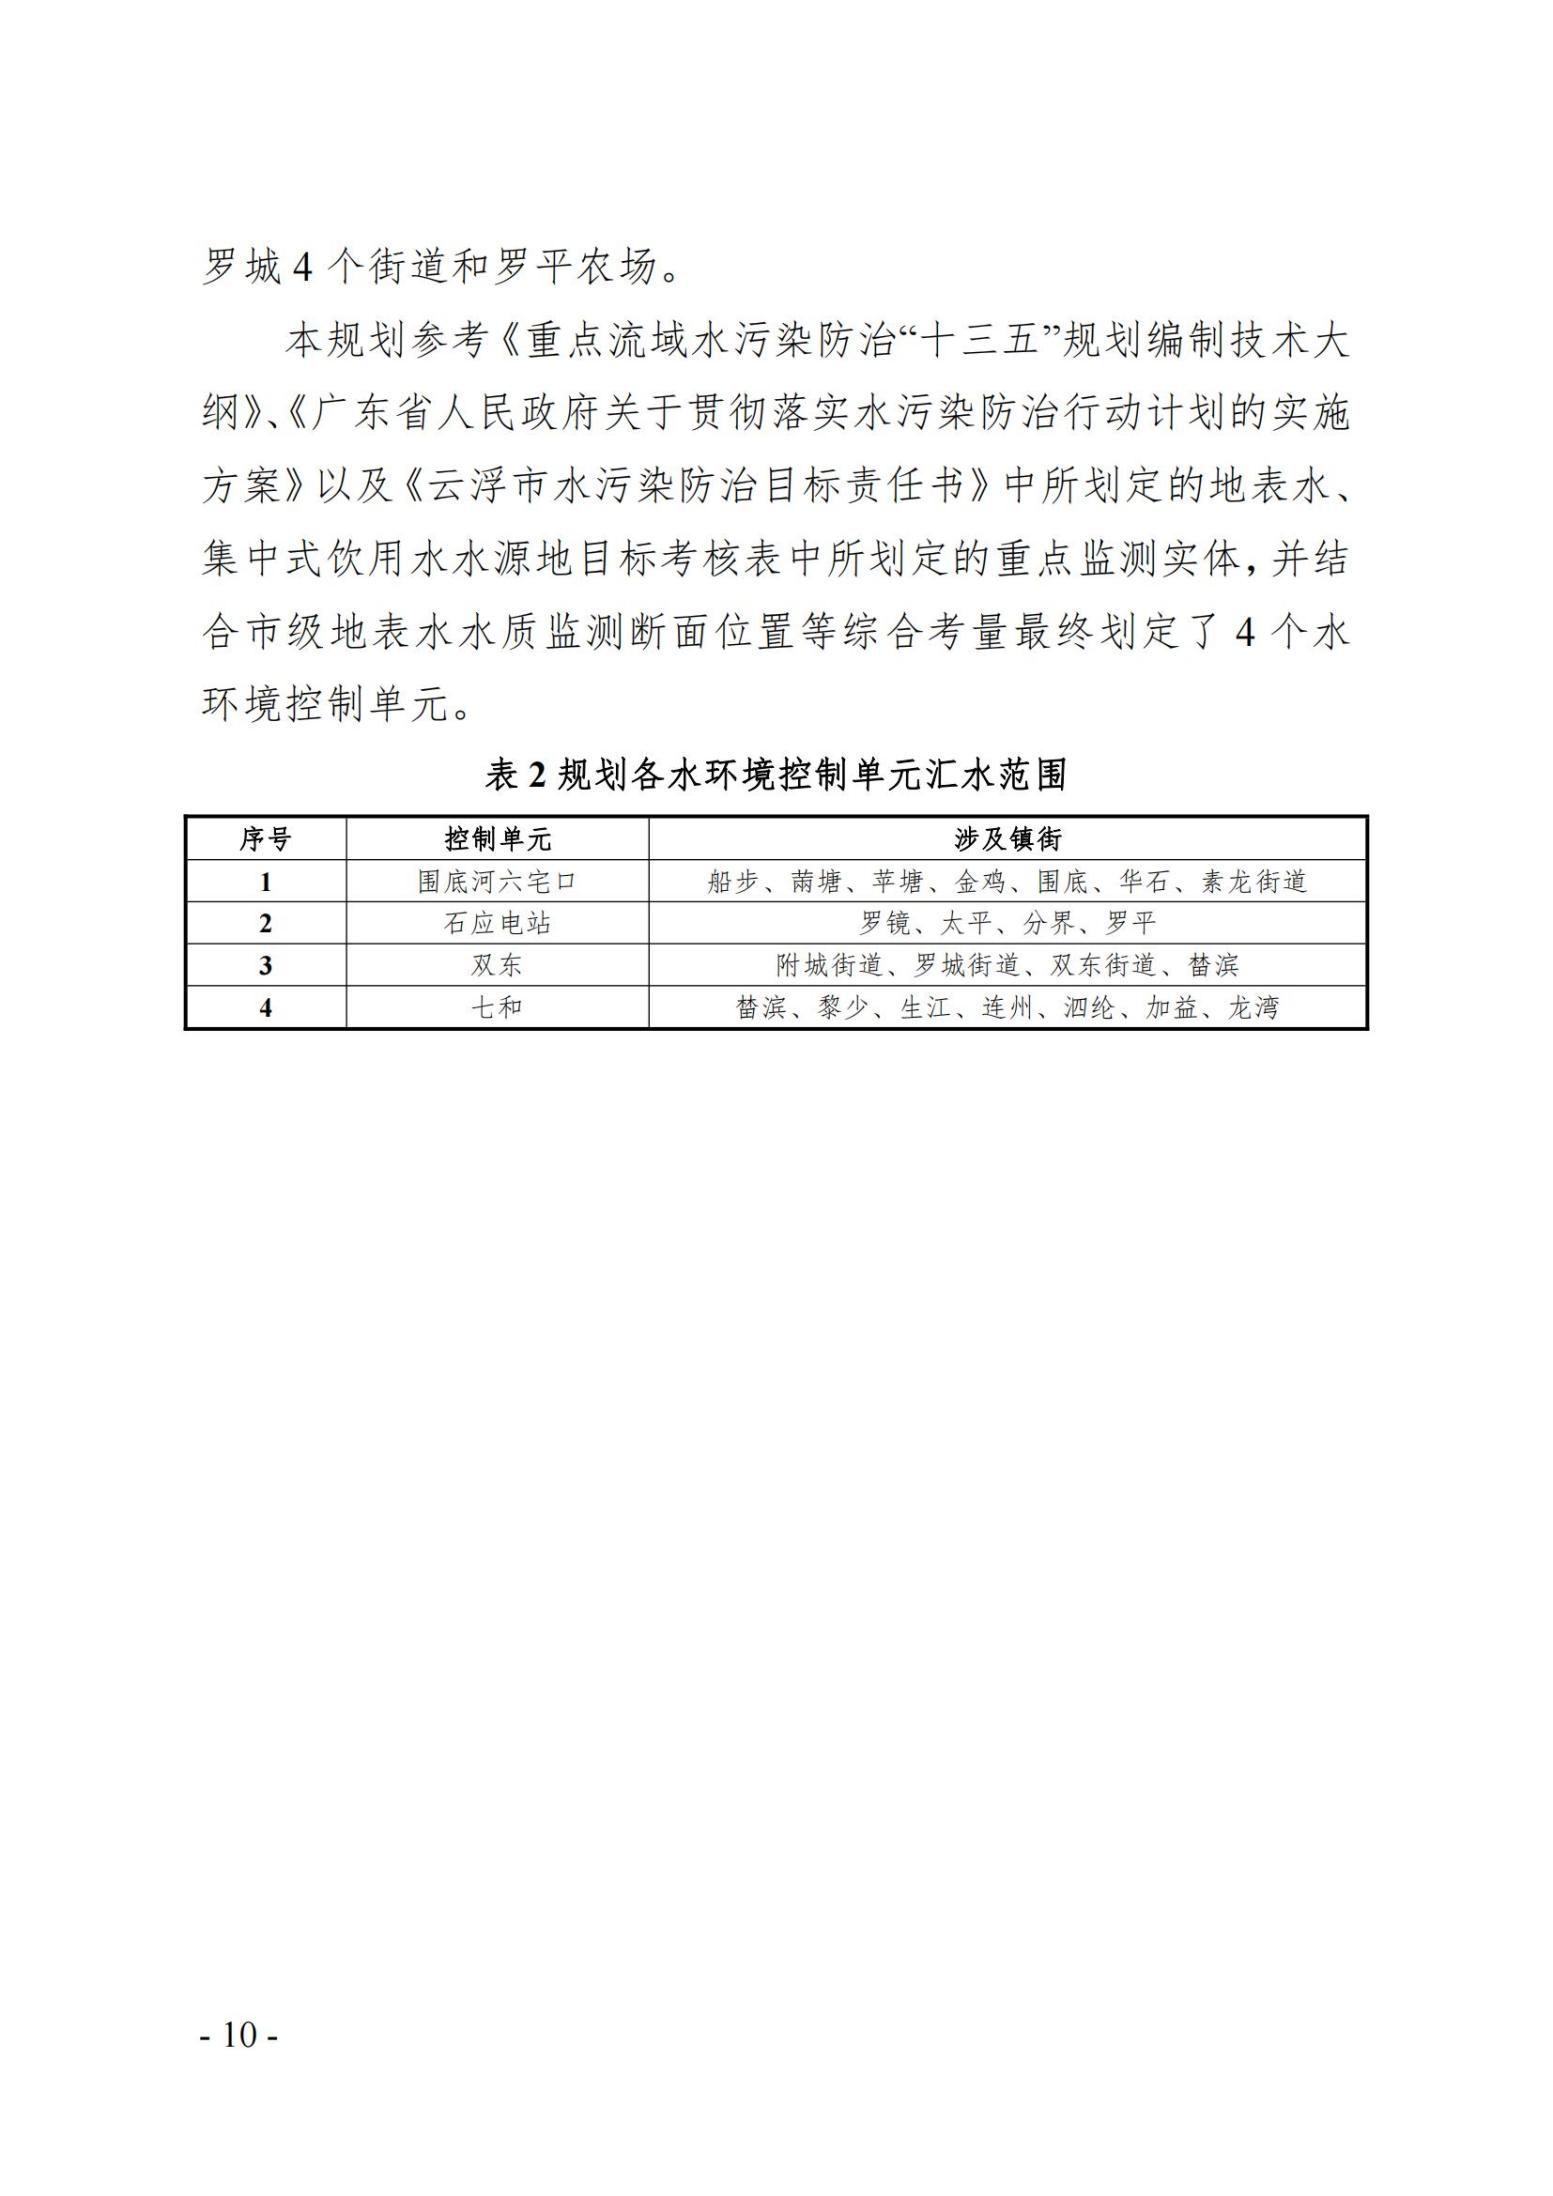 罗城 4 个街道和罗平农场。
本规划参考《重点流域水污染防治“十三五”规划编制技术大
纲》、《广东省人民政府关于贯彻落实水污染防治行动计划的实施
方案》以及《云浮市水污染防治目标责任书》中所划定的地表水、
集中式饮用水水源地目标考核表中所划定的重点监测实体，并结
合市级地表水水质监测断面位置等综合考量最终划定了 4 个水
环境控制单元。
表 2 规划各水环境控制单元汇水范围
序号 控制单元 涉及镇街
1 围底河六宅口 船步、䓣塘、苹塘、金鸡、围底、华石、素龙街道
2 石应电站 罗镜、太平、分界、罗平
3 双东 附城街道、罗城街道、双东街道、榃滨
4 七和 榃滨、黎少、生江、连州、泗纶、加益、龙湾
- 10 -